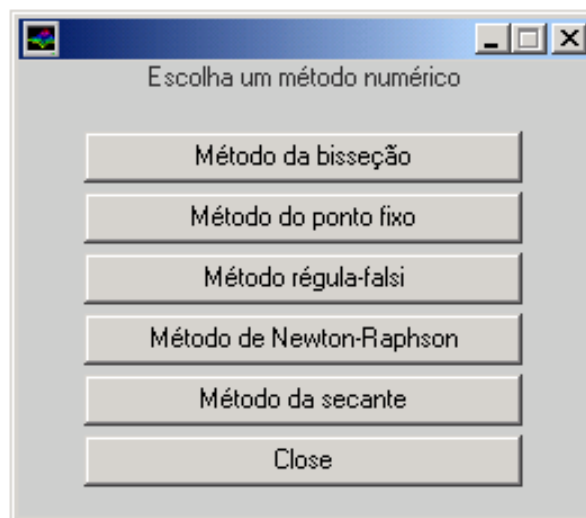 Escolha um método numérico
Método da bisseção
Método do ponto fixo
Método régula-falsi
Método de Newton-Raphson
Método da secante
Close